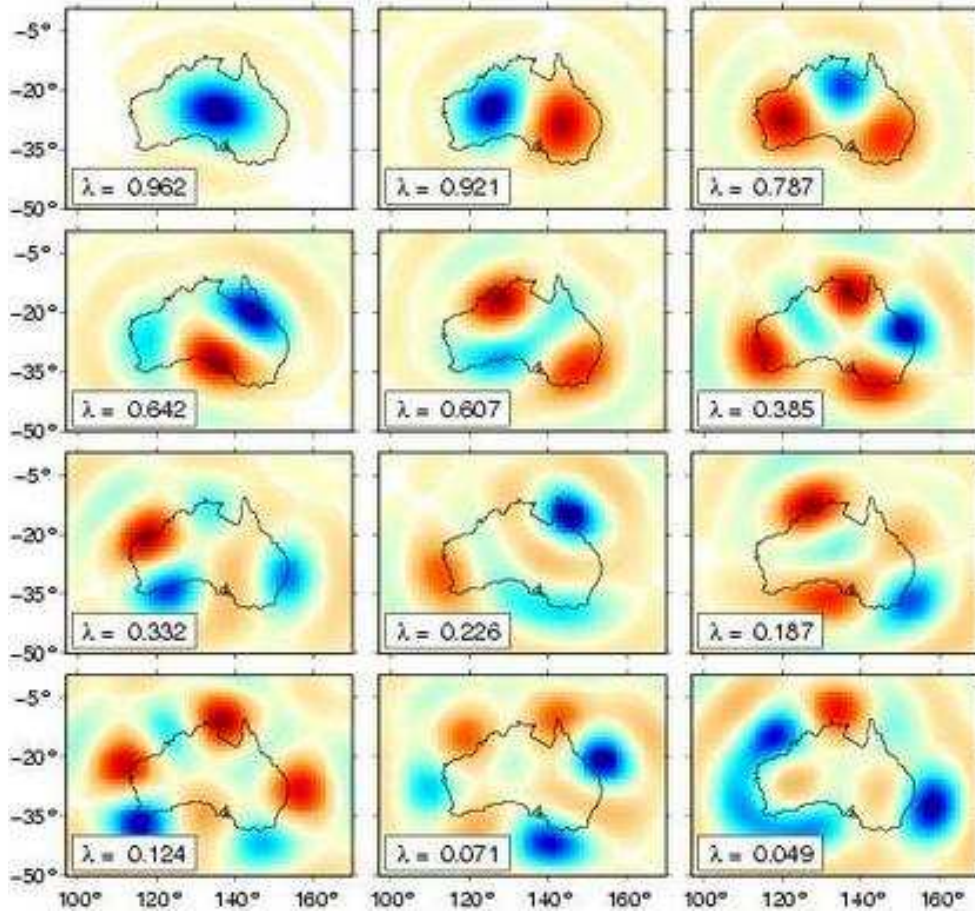 -5°
-20°
-35°
-50°
λ = 0.962
λ = 0.921
λ = 0.787
-5°
-20°
-35°
-50°
λ = 0.642
λ = 0.607
λ = 0.385
-5°
-20°
-35°
-50°
λ = 0.332
λ = 0.226
λ = 0.187
-5°
-20°
-35°
-50°
λ = 0.124
λ = 0.071
λ = 0.049
100° 120° 140° 160° 100° 120° 140° 160° 100° 120° 140° 160°